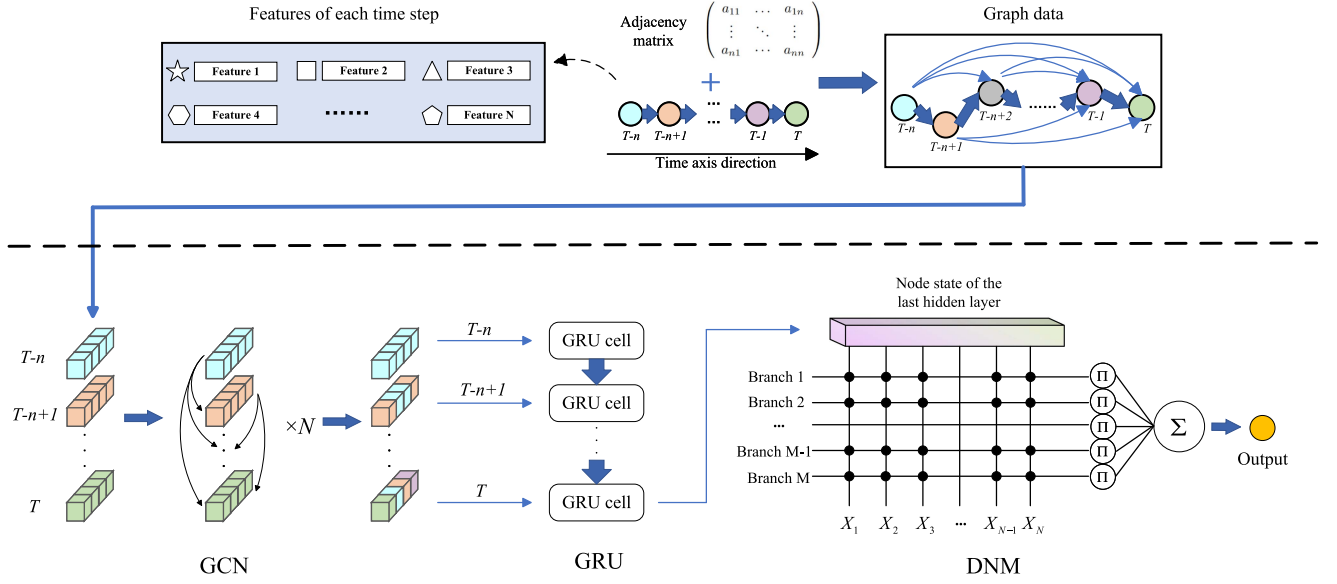 Features of each time step
Feature 1
Feature 2
Feature 3
Feature 4
······
Feature N
Adjacency
matrix
a11 ... a1n
⋮ ⋱ ⋮
an1 ... ann
+
...
...
T-n
T-n+1
T-1
T
Time axis direction
Graph data
T-n
T-n+1
T-n+2
......
T-1
T
T-n
T-n+1
T
×N
GCN
T-n
T-n+1
T
GRU cell
GRU cell
GRU cell
GRU
Node state of the
last hidden layer
Branch 1
Branch 2
...
Branch M-1
Branch M
Π
Π
Π
Π
Π
Σ
Output
X1 X2 X3 ... XN-1 XN
DNM